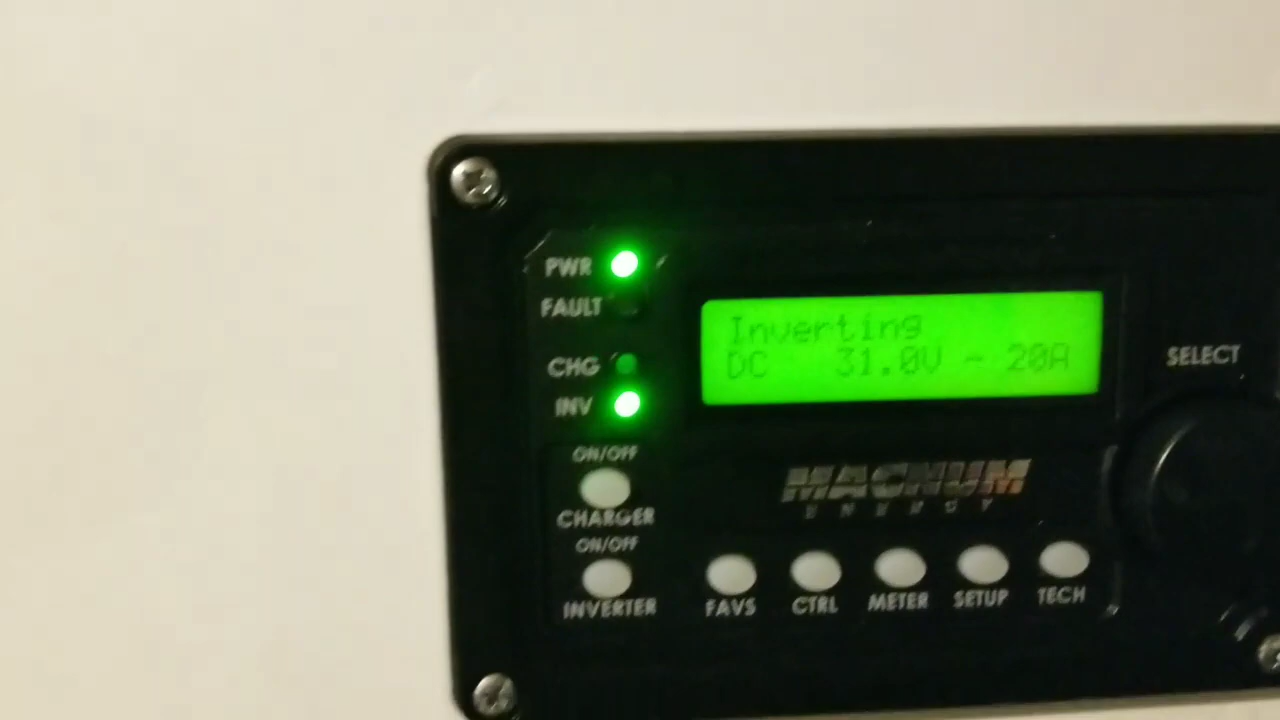 PWR
FAULT
CHG
INV
Inverting
DC 31.0V - 20A
SELECT
ON/OFF
CHARGER
ON/OFF
INVERTER
MAGNUM
ENERGY
FAVS
CTRL
METER
SETUP
TECH